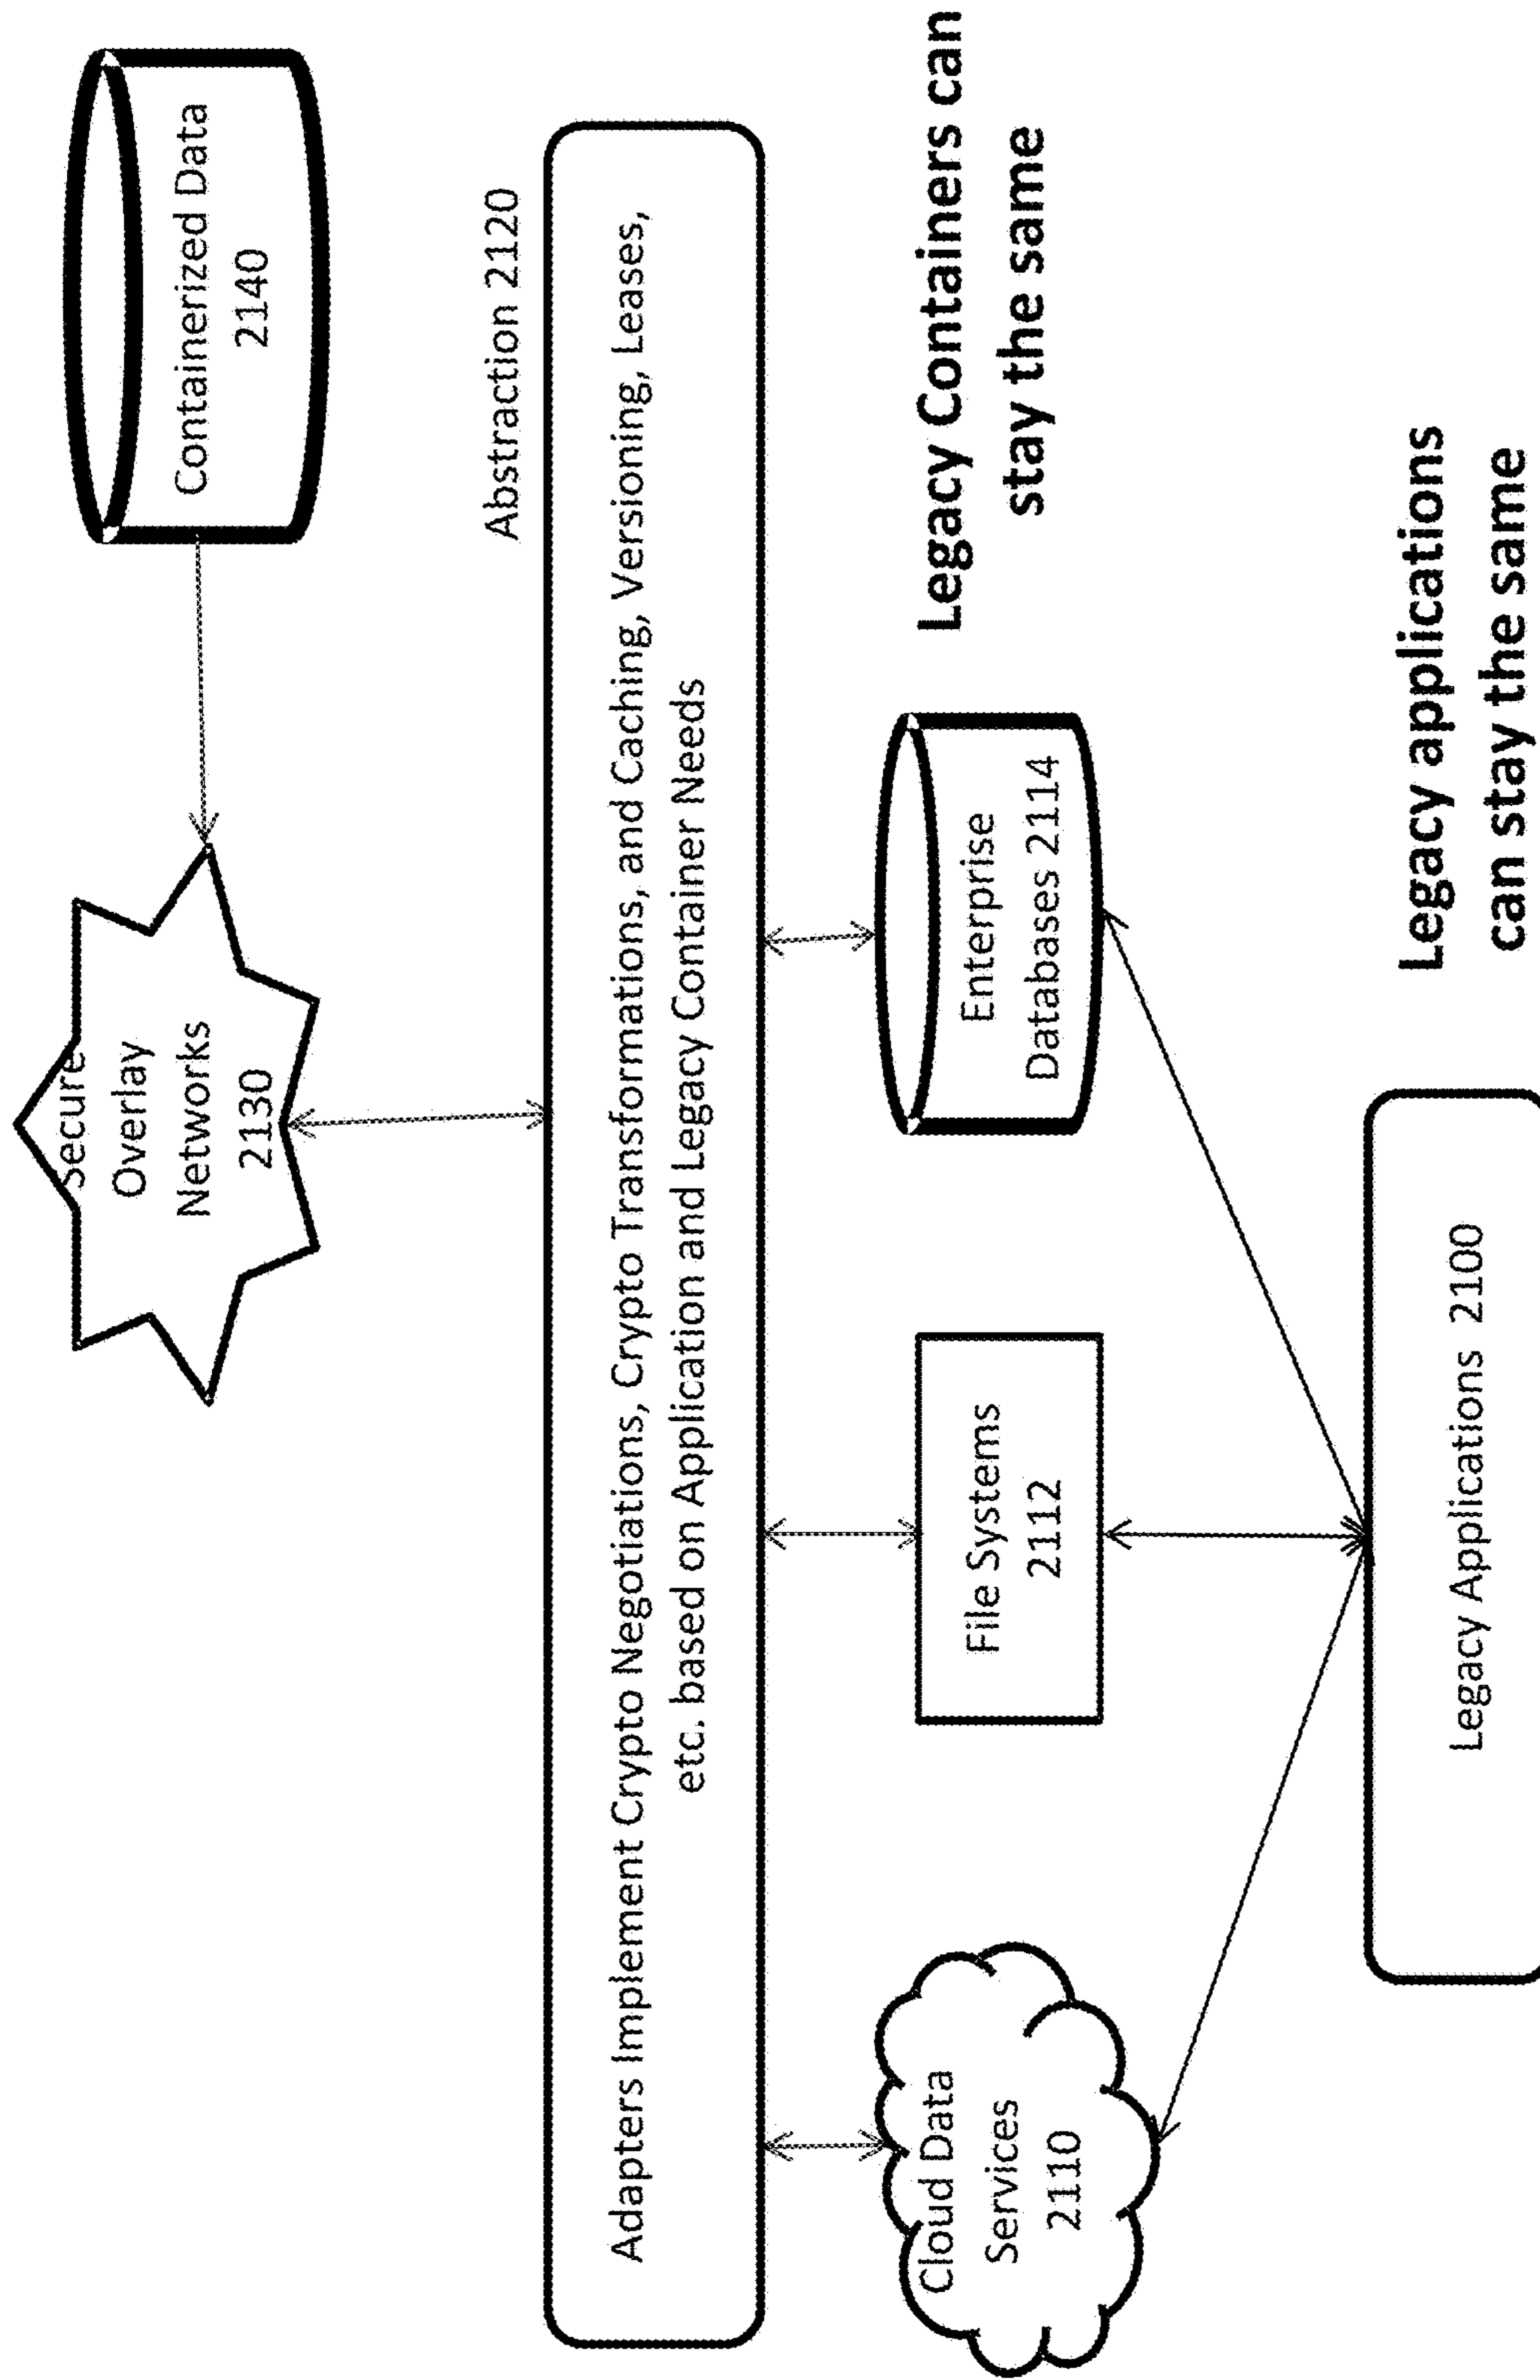 Secure
Overlay
Networks
2130
Containerized Data
2140
Abstraction 2120
Adapters Implement Crypto Negotiations, Crypto Transformations, and Caching, Versioning, Leases,
etc. based on Application and Legacy Container Needs
Cloud Data
Services
2110
File Systems
2112
Enterprise
Databases 2114
Legacy Containers can
stay the same
Legacy Applications 2100
Legacy applications
can stay the same